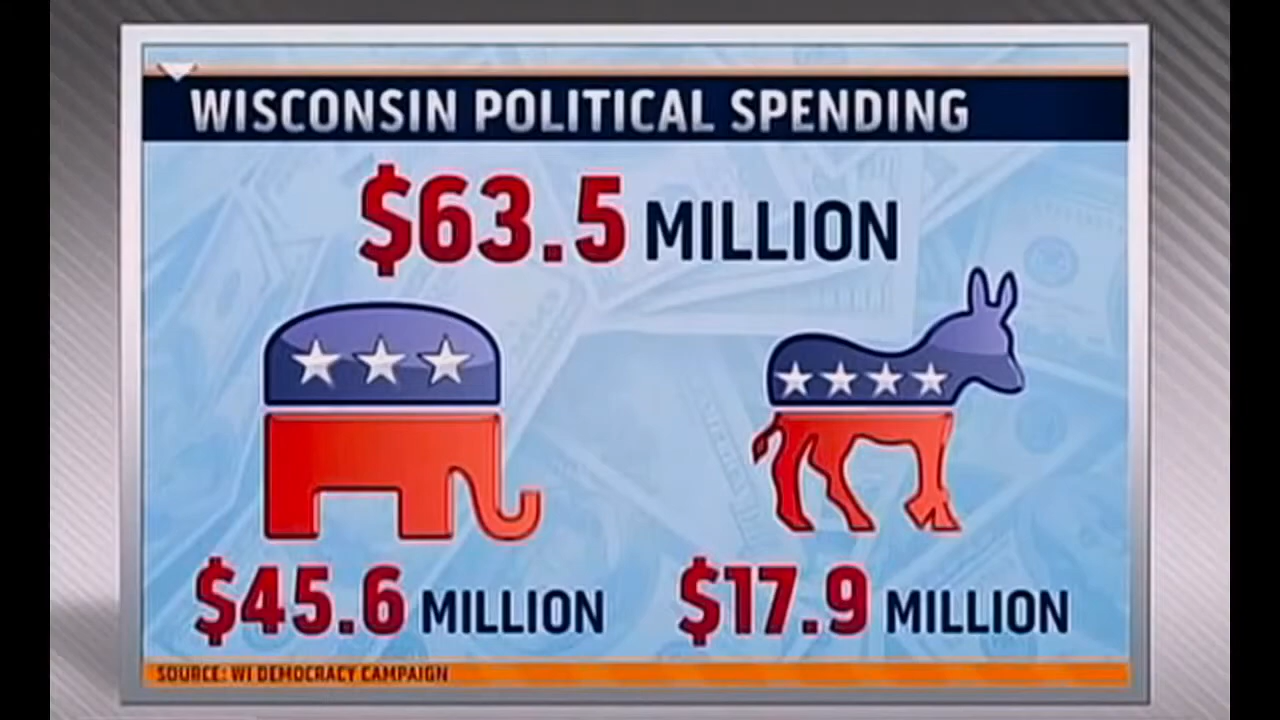 WISCONSIN POLITICAL SPENDING
$63.5 MILLION
$45.6 MILLION
$17.9 MILLION
SOURCE: WI DEMOCRACY CAMPAIGN